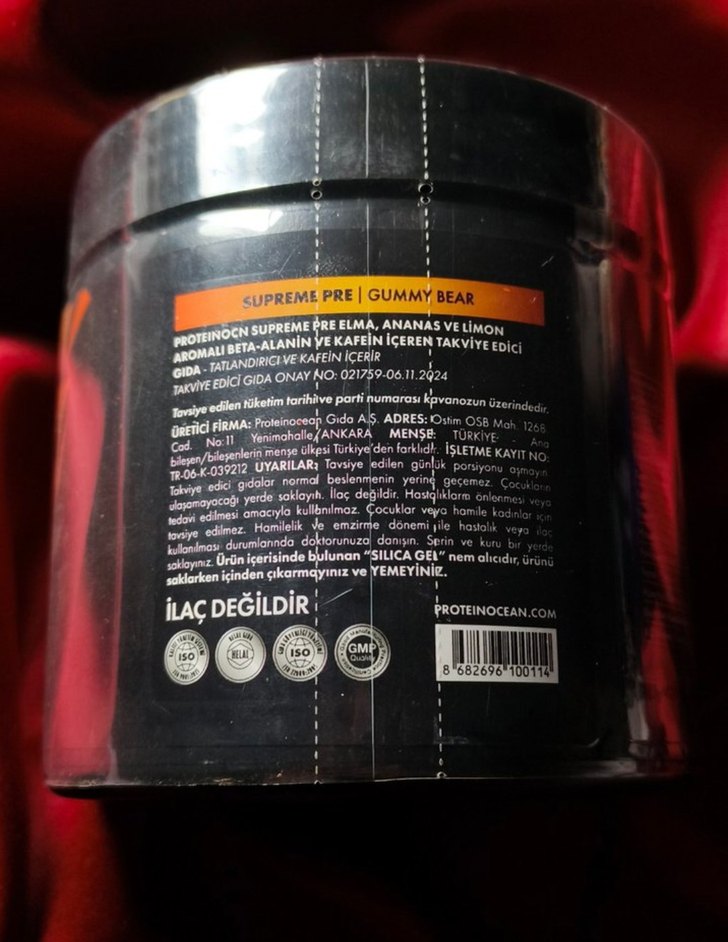 SUPREME PRE | GUMMY BEAR
PROTEINOCN SUPREME PRE ELMA, ANANAS VE LİMON
AROMALI BETA-ALANİN VE KAFEİN İÇEREN TAKVİYE EDİCİ
GIDA - TATLANDIRICI VE KAFEİN İÇERİR
TAKVİYE EDİCİ GIDA ONAY NO: 021759-06.11.2024
Tavsiye edilen tüketim tarihi ve parti numarası kavanozun üzerindedir.
ÜRETİCİ FİRMA: Proteinocean Gıda A.Ş. ADRES: Ostim OSB Mah. 1268.
Cad. No:11 Yenimahalle/ANKARA MENŞE: TÜRKİYE- Ana
bileşen/bileşenlerin menşe ülkesi Türkiye'den farklıdır. İŞLETME KAYIT NO:
TR-06-K-039212 UYARILAR: Tavsiye edilen günlük porsiyonu aşmayın.
Takviye edici gıdalar normal beslenmenin yerine geçemez. Çocukların
ulaşamayacağı yerde saklayın. İlaç değildir. Hastalıkların önlenmesi veya
tedavi edilmesi amacıyla kullanılmaz. Çocuklar veya hamile kadınlar için
tavsiye edilmez. Hamilelik ve emzirme dönemi ile hastalık veya ilaç
kullanılması durumlarında doktorunuza danışın. Serin ve kuru bir yerde
saklayınız. Ürün içerisinde bulunan "SILICA GEL" nem alıcıdır, ürünü
saklarken içinden çıkarmayınız ve YEMEYİNİZ.
İLAÇ DEĞİLDİR
PROTEINOCEAN.COM
ISO
HELAL
ISO
GMP
Quality
8 682696 100114